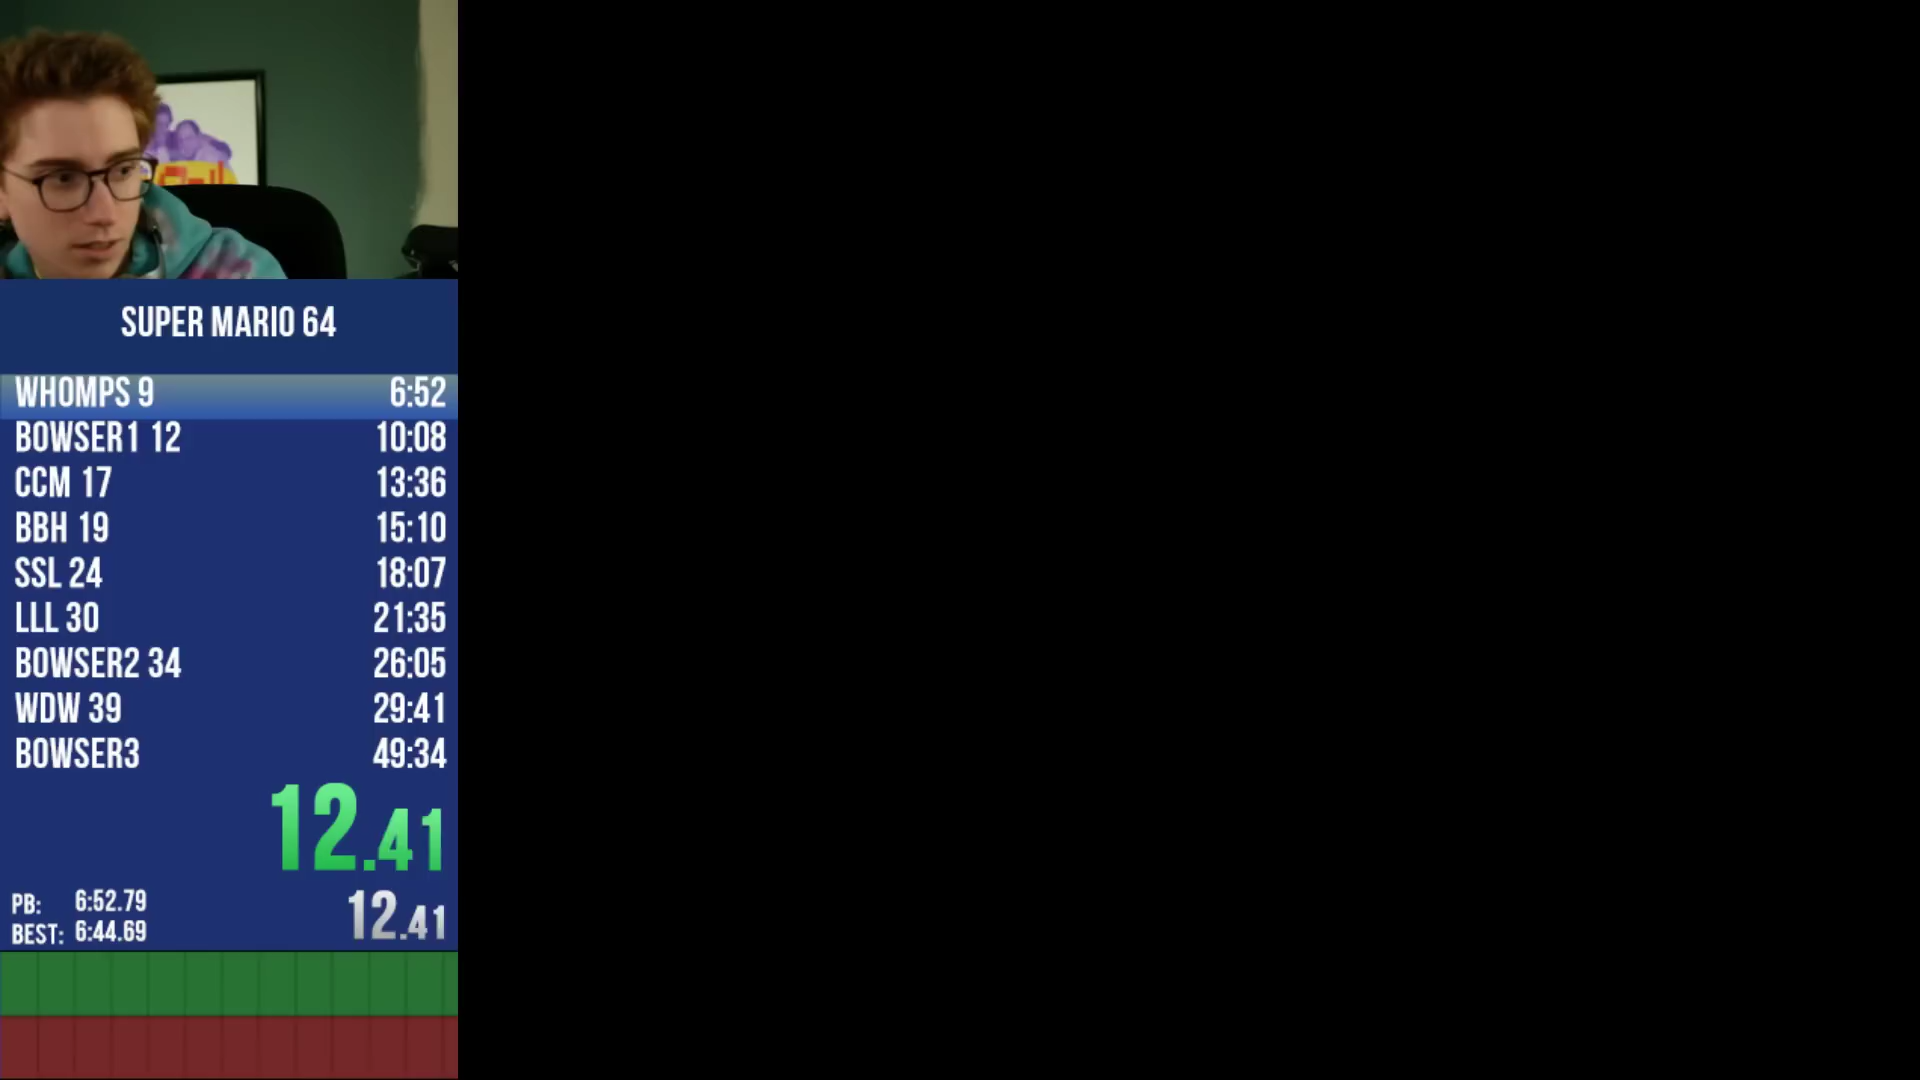 SUPER MARIO 64
WHOMPS 9 6:52
BOWSER1 12 10:08
CCM 17 13:36
BBH 19 15:10
SSL 24 18:07
LLL 30 21:35
BOWSER2 34 26:05
WDW 39 29:41
BOWSER3 49:34
12.41
PB: 6:52.79
BEST: 6:44.69
12.41